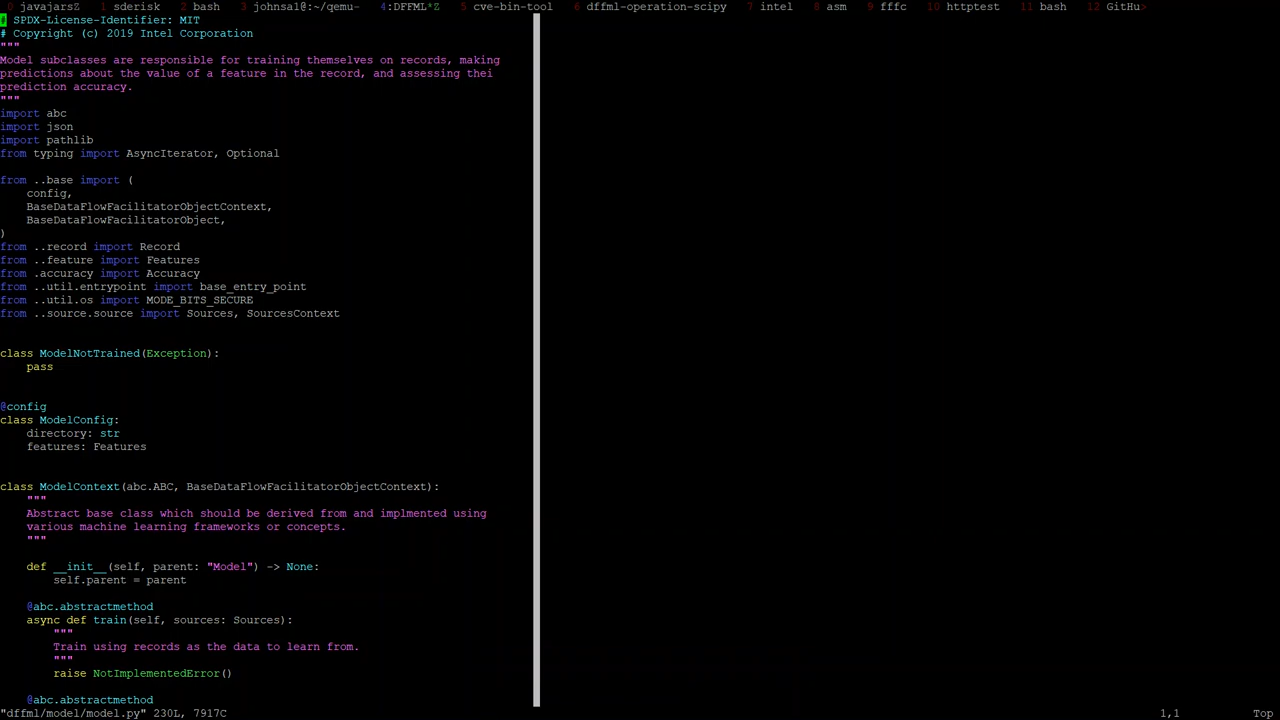 0 javajarsZ  1 sderisk  2 bash  3 johnsal@:~/qemu-  4:DFFML*Z  5 cve-bin-tool  6 dffml-operation-scipy  7 intel  8 asm  9 fffc  10 httptest  11 bash  12 GitHu>
# SPDX-License-Identifier: MIT
# Copyright (c) 2019 Intel Corporation
"""
Model subclasses are responsible for training themselves on records, making
predictions about the value of a feature in the record, and assessing thei
prediction accuracy.
"""
import abc
import json
import pathlib
from typing import AsyncIterator, Optional
from ..base import (
    config,
    BaseDataFlowFacilitatorObjectContext,
    BaseDataFlowFacilitatorObject,
)
from ..record import Record
from ..feature import Features
from .accuracy import Accuracy
from ..util.entrypoint import base_entry_point
from ..util.os import MODE_BITS_SECURE
from ..source.source import Sources, SourcesContext
class ModelNotTrained(Exception):
    pass
@config
class ModelConfig:
    directory: str
    features: Features
class ModelContext(abc.ABC, BaseDataFlowFacilitatorObjectContext):
    """
    Abstract base class which should be derived from and implmented using
    various machine learning frameworks or concepts.
    """
    def __init__(self, parent: "Model") -> None:
        self.parent = parent
    @abc.abstractmethod
    async def train(self, sources: Sources):
        """
        Train using records as the data to learn from.
        """
        raise NotImplementedError()
    @abc.abstractmethod
"dffml/model/model.py" 230L, 7917C  1,1  Top